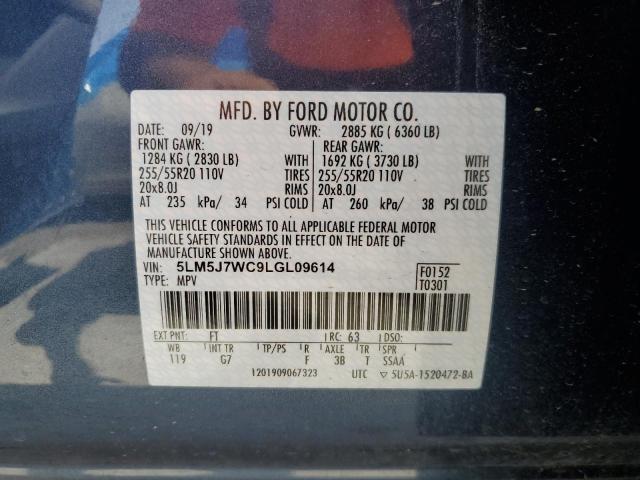 MFD. BY FORD MOTOR CO.
DATE: 09/19 GVWR: 2885 KG ( 6360 LB)
FRONT GAWR: REAR GAWR:
1284 KG ( 2830 LB) WITH 1692 KG ( 3730 LB) WITH
255/55R20 110V TIRES 255/55R20 110V TIRES
20x8.0J RIMS 20x8.0J RIMS
AT 235 kPa/ 34 PSI COLD AT 260 kPa/ 38 PSI COLD
THIS VEHICLE CONFORMS TO ALL APPLICABLE FEDERAL MOTOR
VEHICLE SAFETY STANDARDS IN EFFECT ON THE DATE OF
MANUFACTURE SHOWN ABOVE.
VIN: 5LM5J7WC9LGL09614 F0152
TYPE: MPV T0301
EXT PNT: FT RC: 63 DSO:
WB INT TR TP/PS R AXLE TR SPR
119 G7 F 3B T SSAA
1201909067323 UTC ▽ 5U5A-1520472-BA